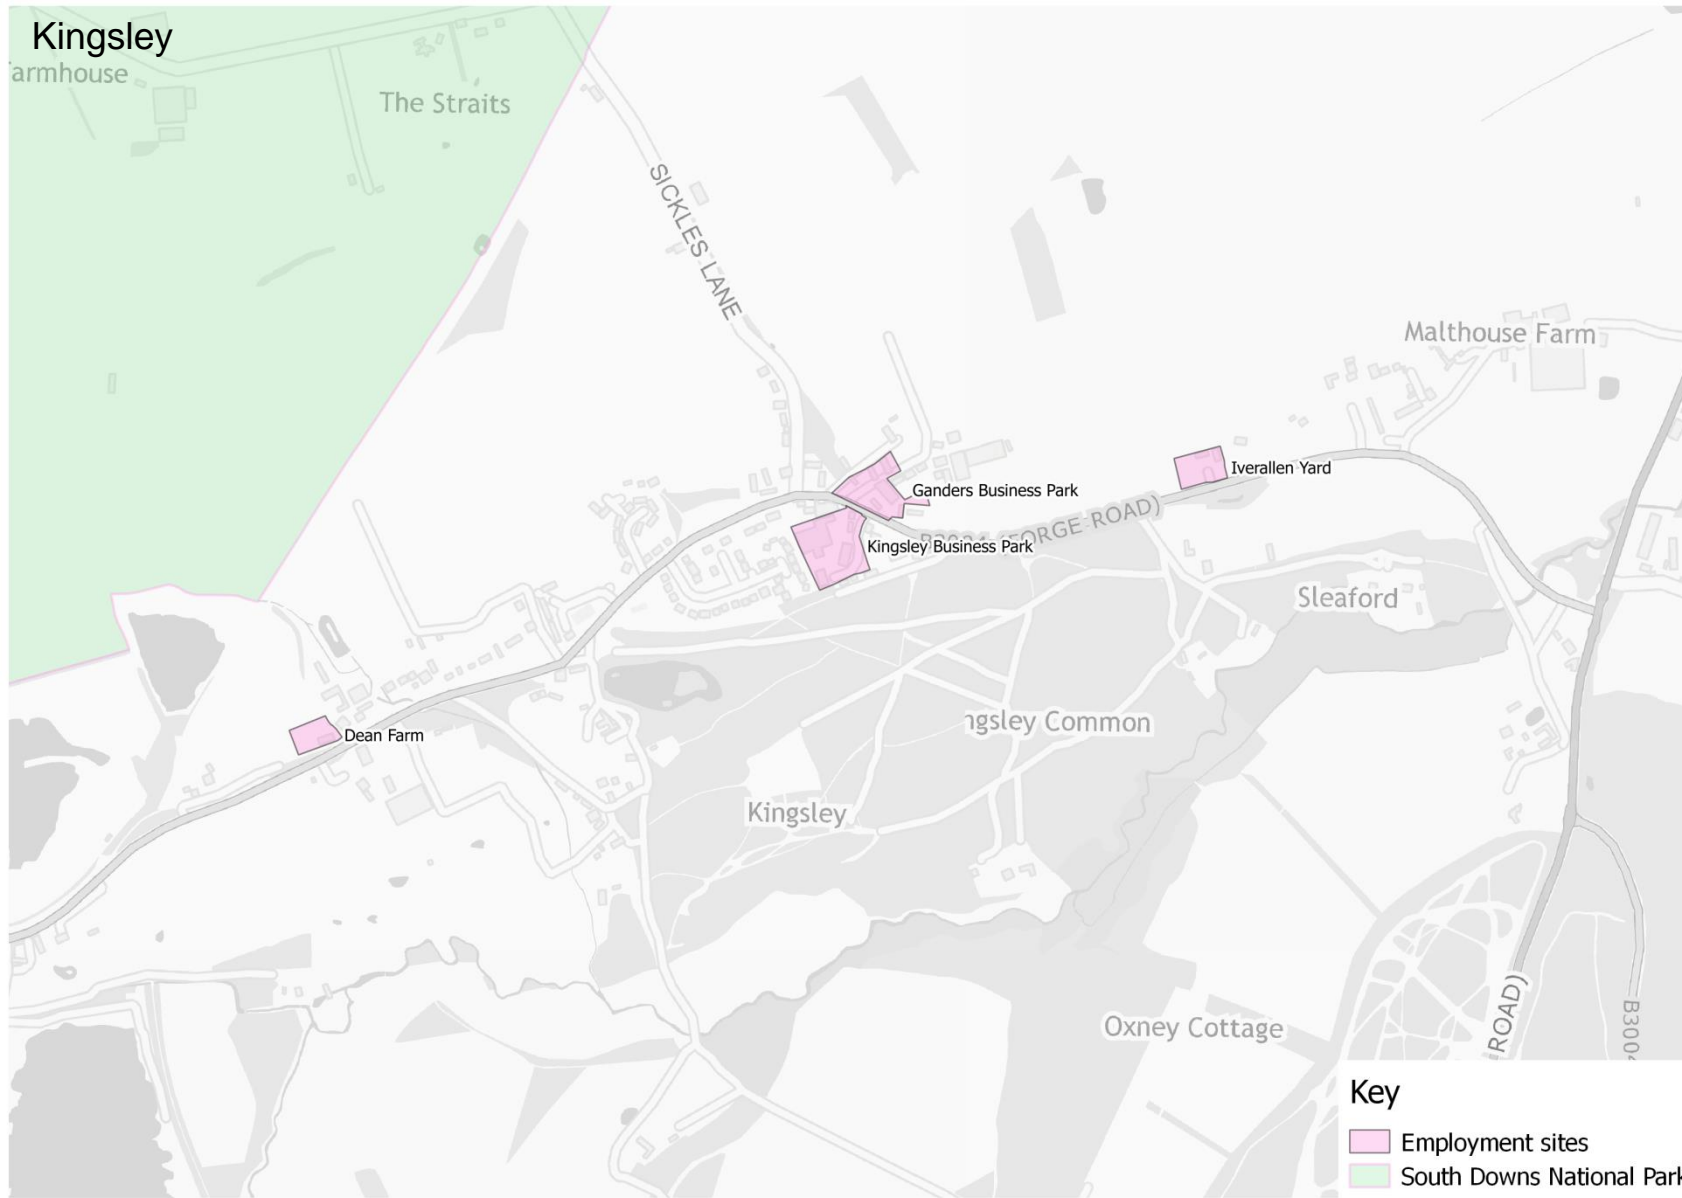 Kingsley
armhouse
The Straits
SICKLES LANE
Malthouse Farm
Iverallen Yard
Ganders Business Park
FORGE ROAD)
Kingsley Business Park
Sleaford
Dean Farm
ngsley Common
Kingsley
Oxney Cottage
ROAD)
B300
Key
Employment sites
South Downs National Park